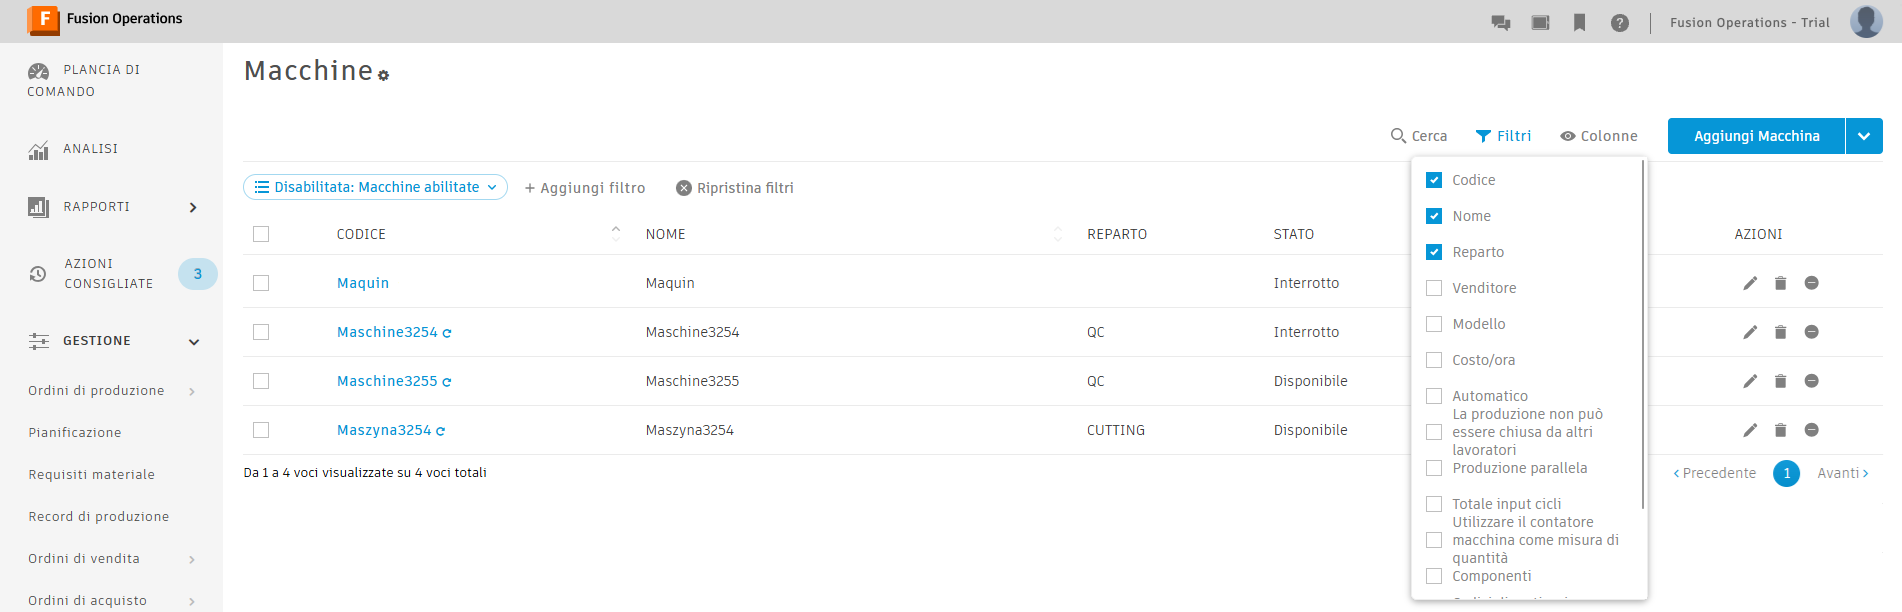 F Fusion Operations
Fusion Operations - Trial
PLANCIA DI
COMANDO
ANALISI
RAPPORTI
AZIONI
CONSIGLIATE
3
GESTIONE
Ordini di produzione
Pianificazione
Requisiti materiale
Record di produzione
Ordini di vendita
Ordini di acquisto
Macchine
Cerca
Filtri
Colonne
Aggiungi Macchina
Disabilitata: Macchine abilitate
+ Aggiungi filtro
Ripristina filtri
CODICE NOME REPARTO STATO AZIONI
Maquin Maquin Interrotto
Maschine3254 Maschine3254 QC Interrotto
Maschine3255 Maschine3255 QC Disponibile
Maszyna3254 Maszyna3254 CUTTING Disponibile
Da 1 a 4 voci visualizzate su 4 voci totali
Precedente 1 Avanti
Codice
Nome
Reparto
Venditore
Modello
Costo/ora
Automatico
La produzione non può
essere chiusa da altri
lavoratori
Produzione parallela
Totale input cicli
Utilizzare il contatore
macchina come misura di
quantità
Componenti